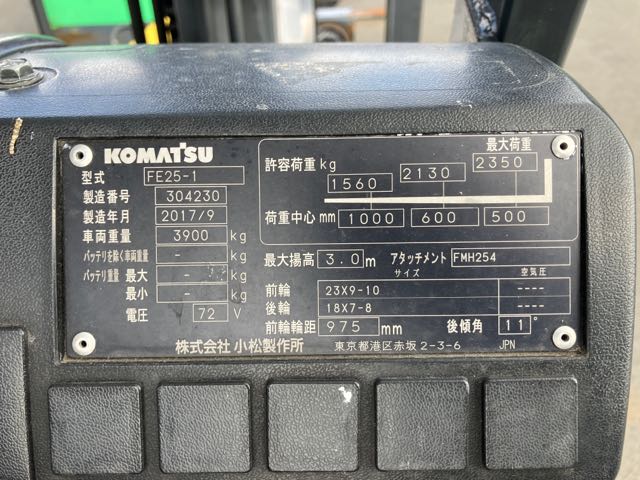 KOMATSU
型式 FE25-1
製造番号 304230
製造年月 2017/9
車両重量 3900 kg
バッテリを除く車両重量 - kg
バッテリ重量 最大 - kg
最小 - kg
電圧 72 V
最大荷重
許容荷重 kg 1560 2130 2350
荷重中心 mm 1000 600 500
最大揚高 3.0 m アタッチメント FMH254
サイズ 空気圧
前輪 23X9-10 ----
後輪 18X7-8 ----
前輪輪距 975 mm 後傾角 11°
株式会社 小松製作所 東京都港区赤坂2-3-6 JPN